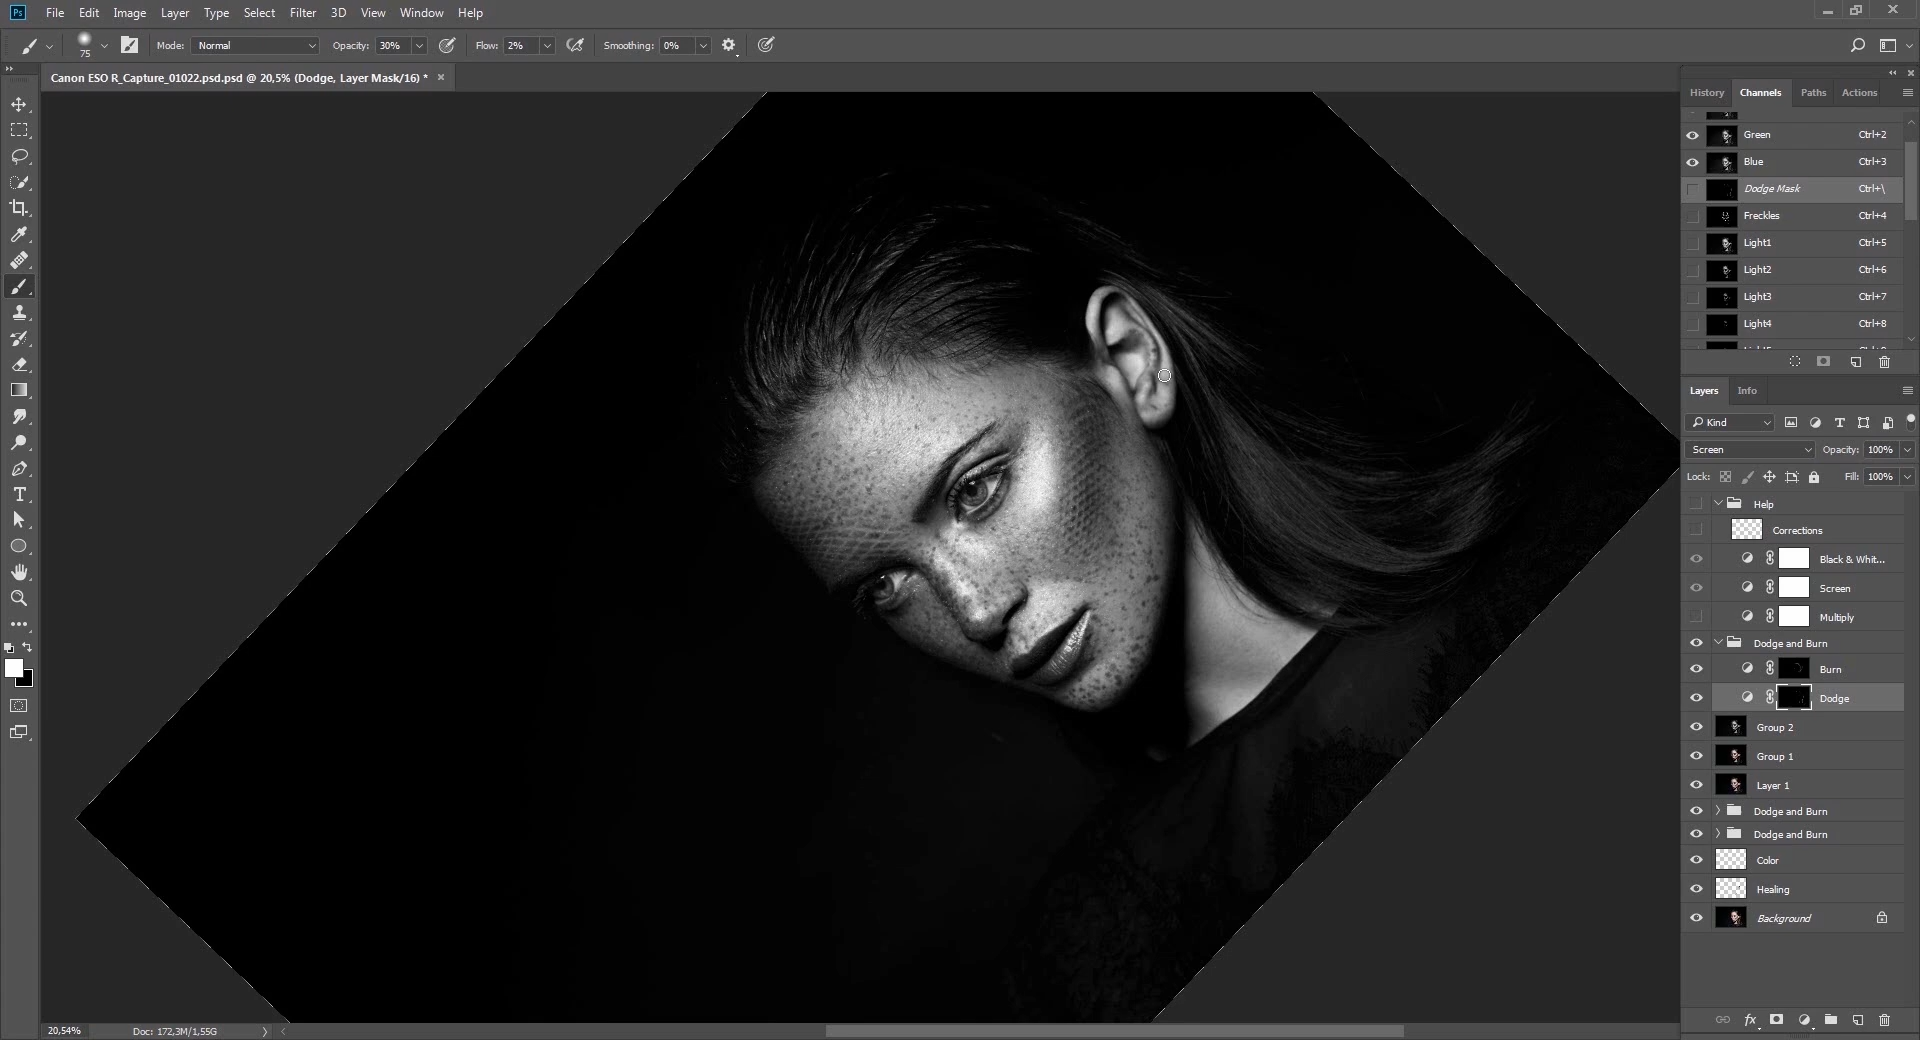 Ps File Edit Image Layer Type Select Filter 3D View Window Help
75 Mode: Normal Opacity: 30% Flow: 2% Smoothing: 0%
Canon ESO R_Capture_01022.psd.psd @ 20,5% (Dodge, Layer Mask/16) * ×
History Channels Paths Actions
Green Ctrl+2
Blue Ctrl+3
Dodge Mask Ctrl+\
Freckles Ctrl+4
Light1 Ctrl+5
Light2 Ctrl+6
Light3 Ctrl+7
Light4 Ctrl+8
Layers Info
Kind
Screen Opacity: 100%
Lock: Fill: 100%
Help
Corrections
Black & Whit...
Screen
Multiply
Dodge and Burn
Burn
Dodge
Group 2
Group 1
Layer 1
Dodge and Burn
Dodge and Burn
Color
Healing
Background
fx
20,54% Doc: 172,3M/1,55G